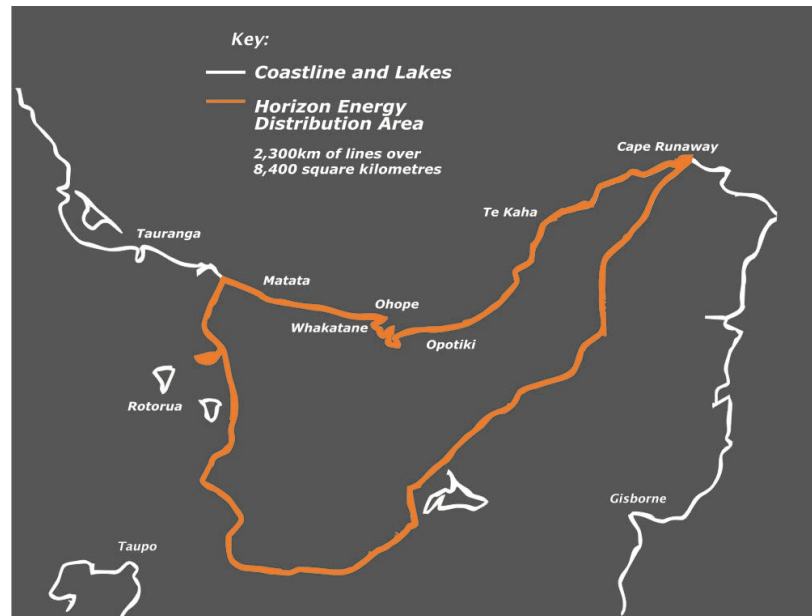 Key:
Coastline and Lakes
Horizon Energy
Distribution Area
2,300km of lines over
8,400 square kilometres
Cape Runaway
Te Kaha
Tauranga
Matata
Ohope
Whakatane
Opotiki
Rotorua
Gisborne
Taupo